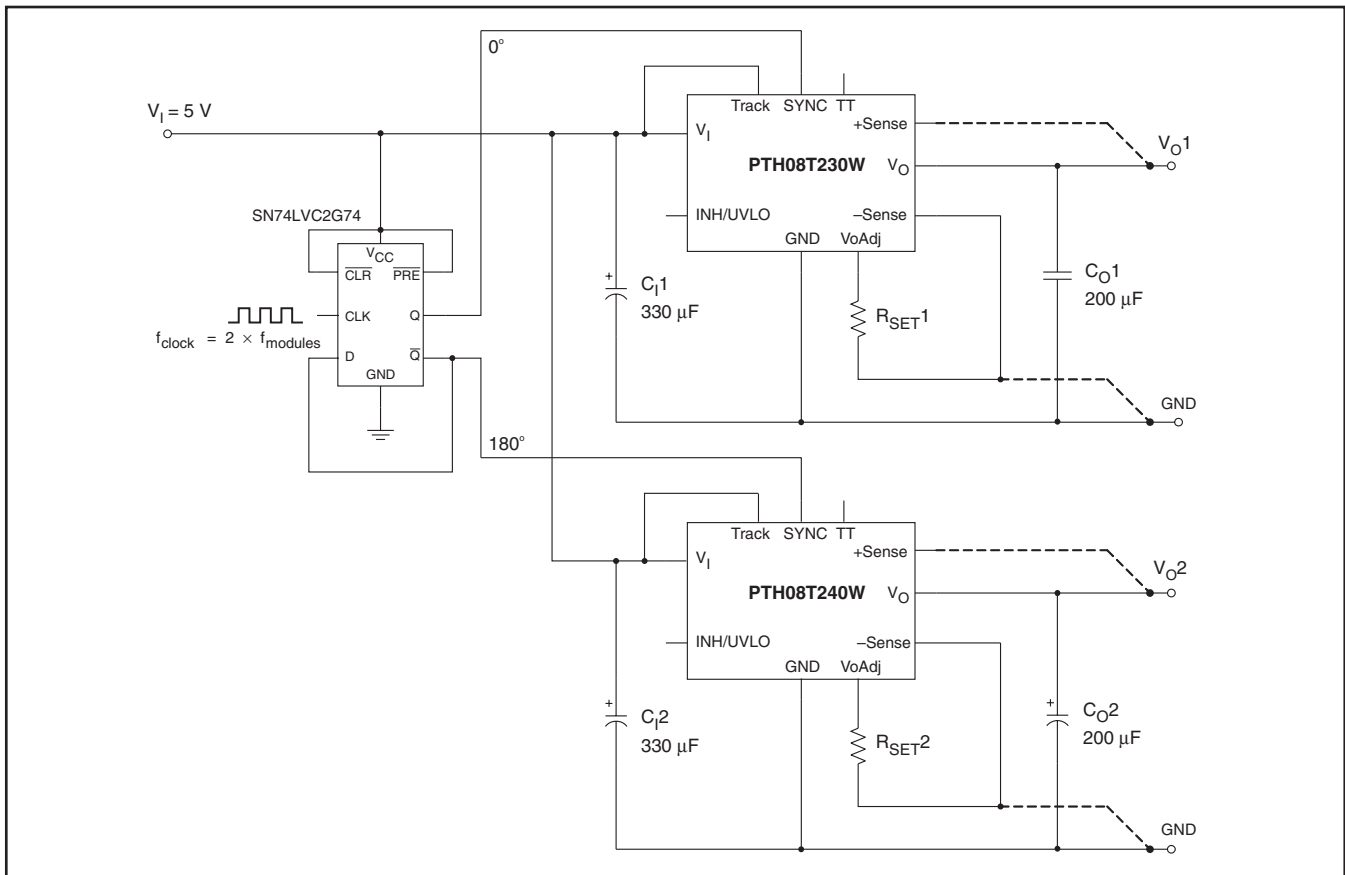 0°
V_I = 5 V
Track SYNC TT
V_I
+Sense
PTH08T230W
V_O
V_O1
INH/UVLO
–Sense
GND VoAdj
SN74LVC2G74
V_CC
C̅L̅R̅ P̅R̅E̅
CLK Q
f_clock = 2 × f_modules
D Q̅
GND
+
C_I1
330 µF
R_SET1
C_O1
200 µF
GND
180°
Track SYNC TT
V_I
+Sense
PTH08T240W
V_O
V_O2
INH/UVLO
–Sense
GND VoAdj
+
C_I2
330 µF
R_SET2
+
C_O2
200 µF
GND